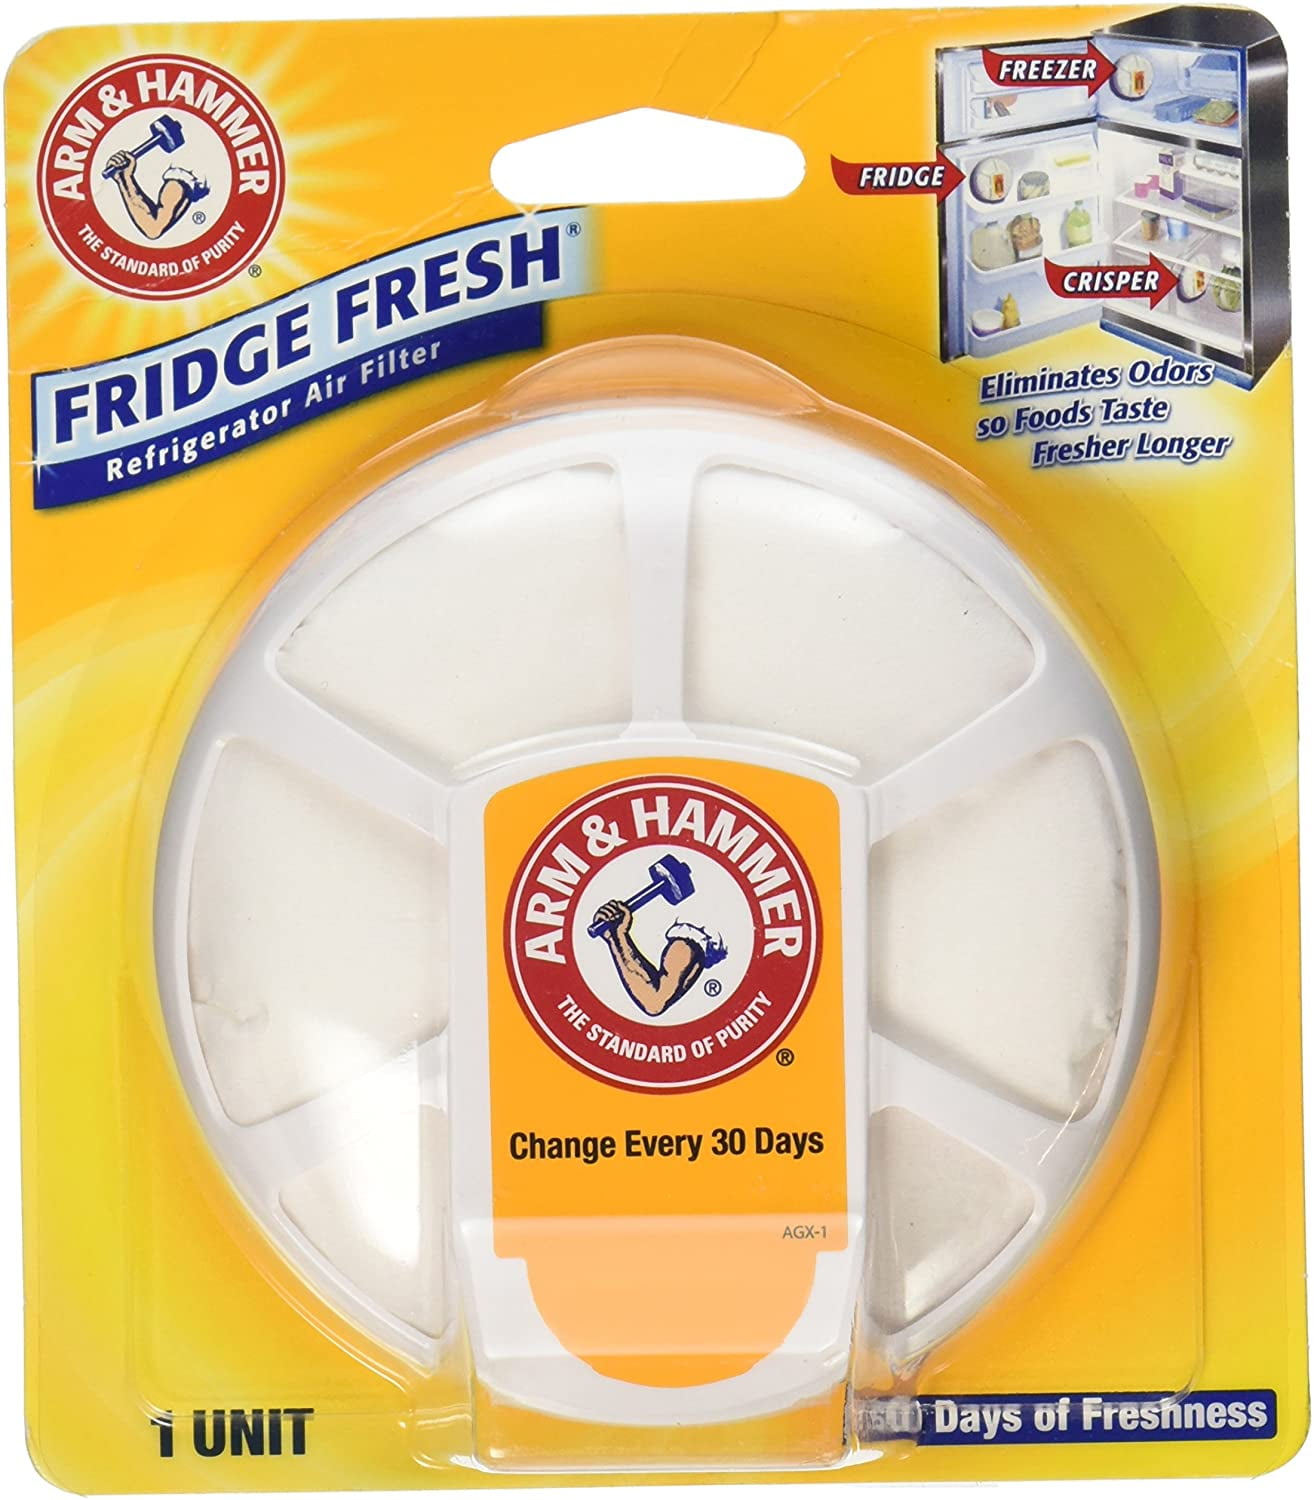 ARM & HAMMER
THE STANDARD OF PURITY
®
®
FRIDGE FRESH®
Refrigerator Air Filter
FREEZER
FRIDGE
CRISPER
Eliminates Odors
so Foods Taste
Fresher Longer
ARM & HAMMER
THE STANDARD OF PURITY
®
®
Change Every 30 Days
AGX-1
1 UNIT
Days of Freshness